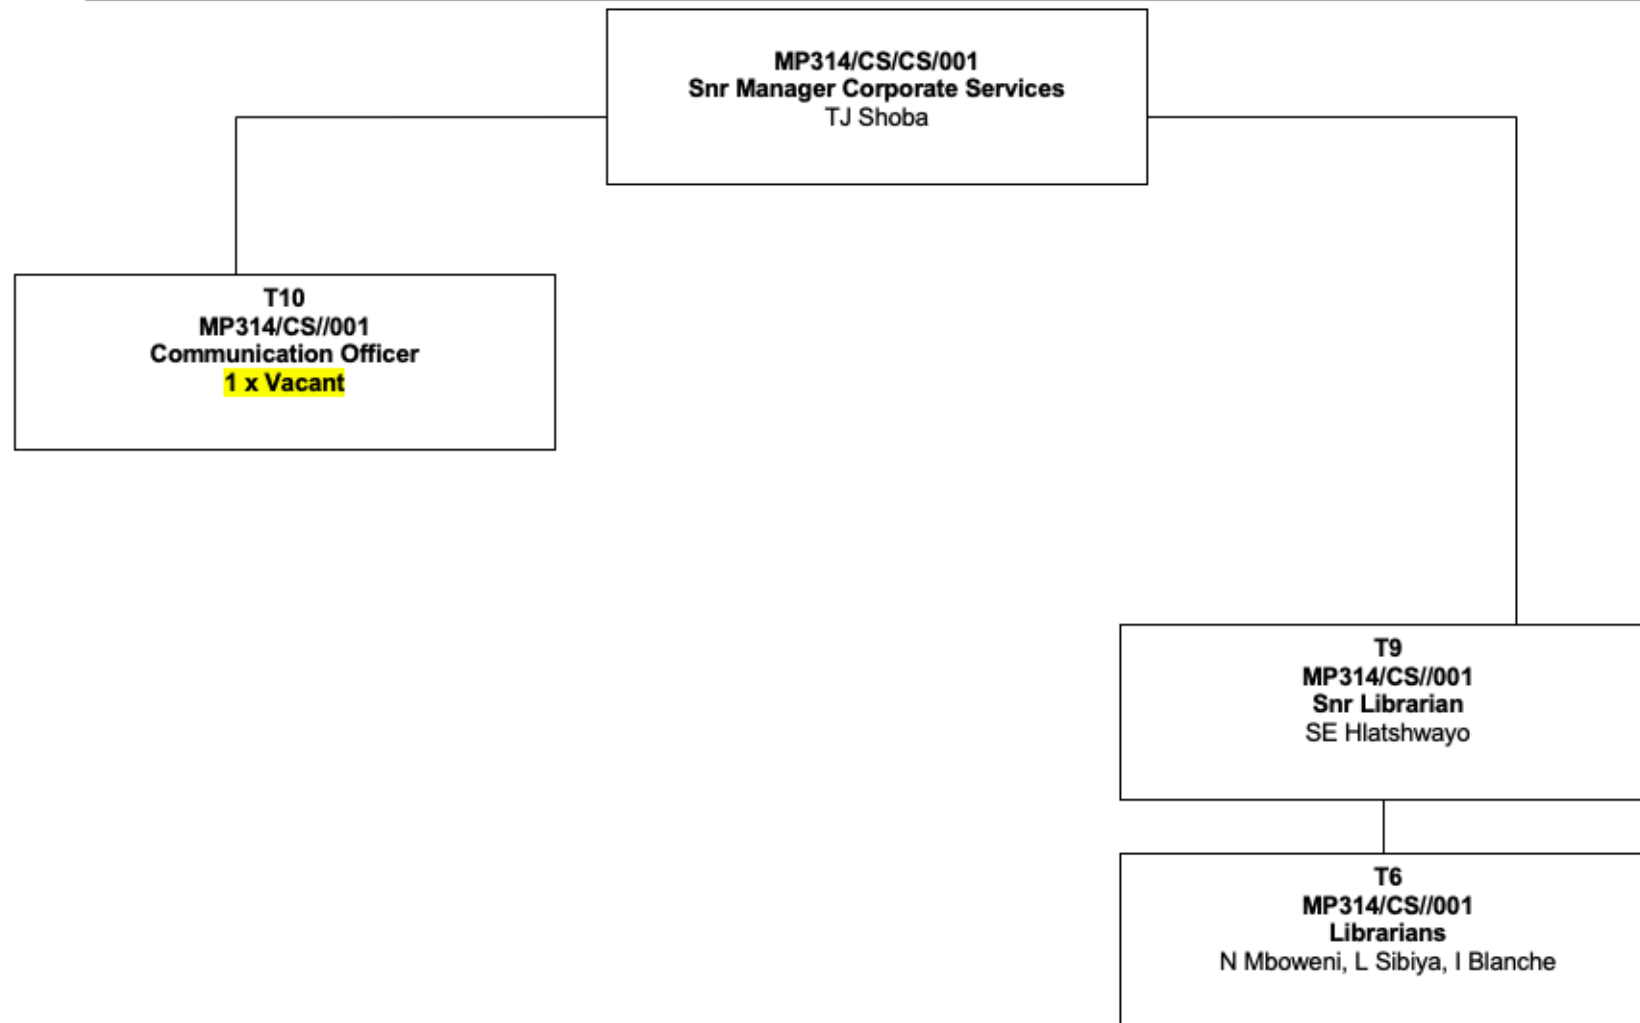 MP314/CS/CS/001
Snr Manager Corporate Services
TJ Shoba
T10
MP314/CS//001
Communication Officer
1 x Vacant
T9
MP314/CS//001
Snr Librarian
SE Hlatshwayo
T6
MP314/CS//001
Librarians
N Mboweni, L Sibiya, I Blanche